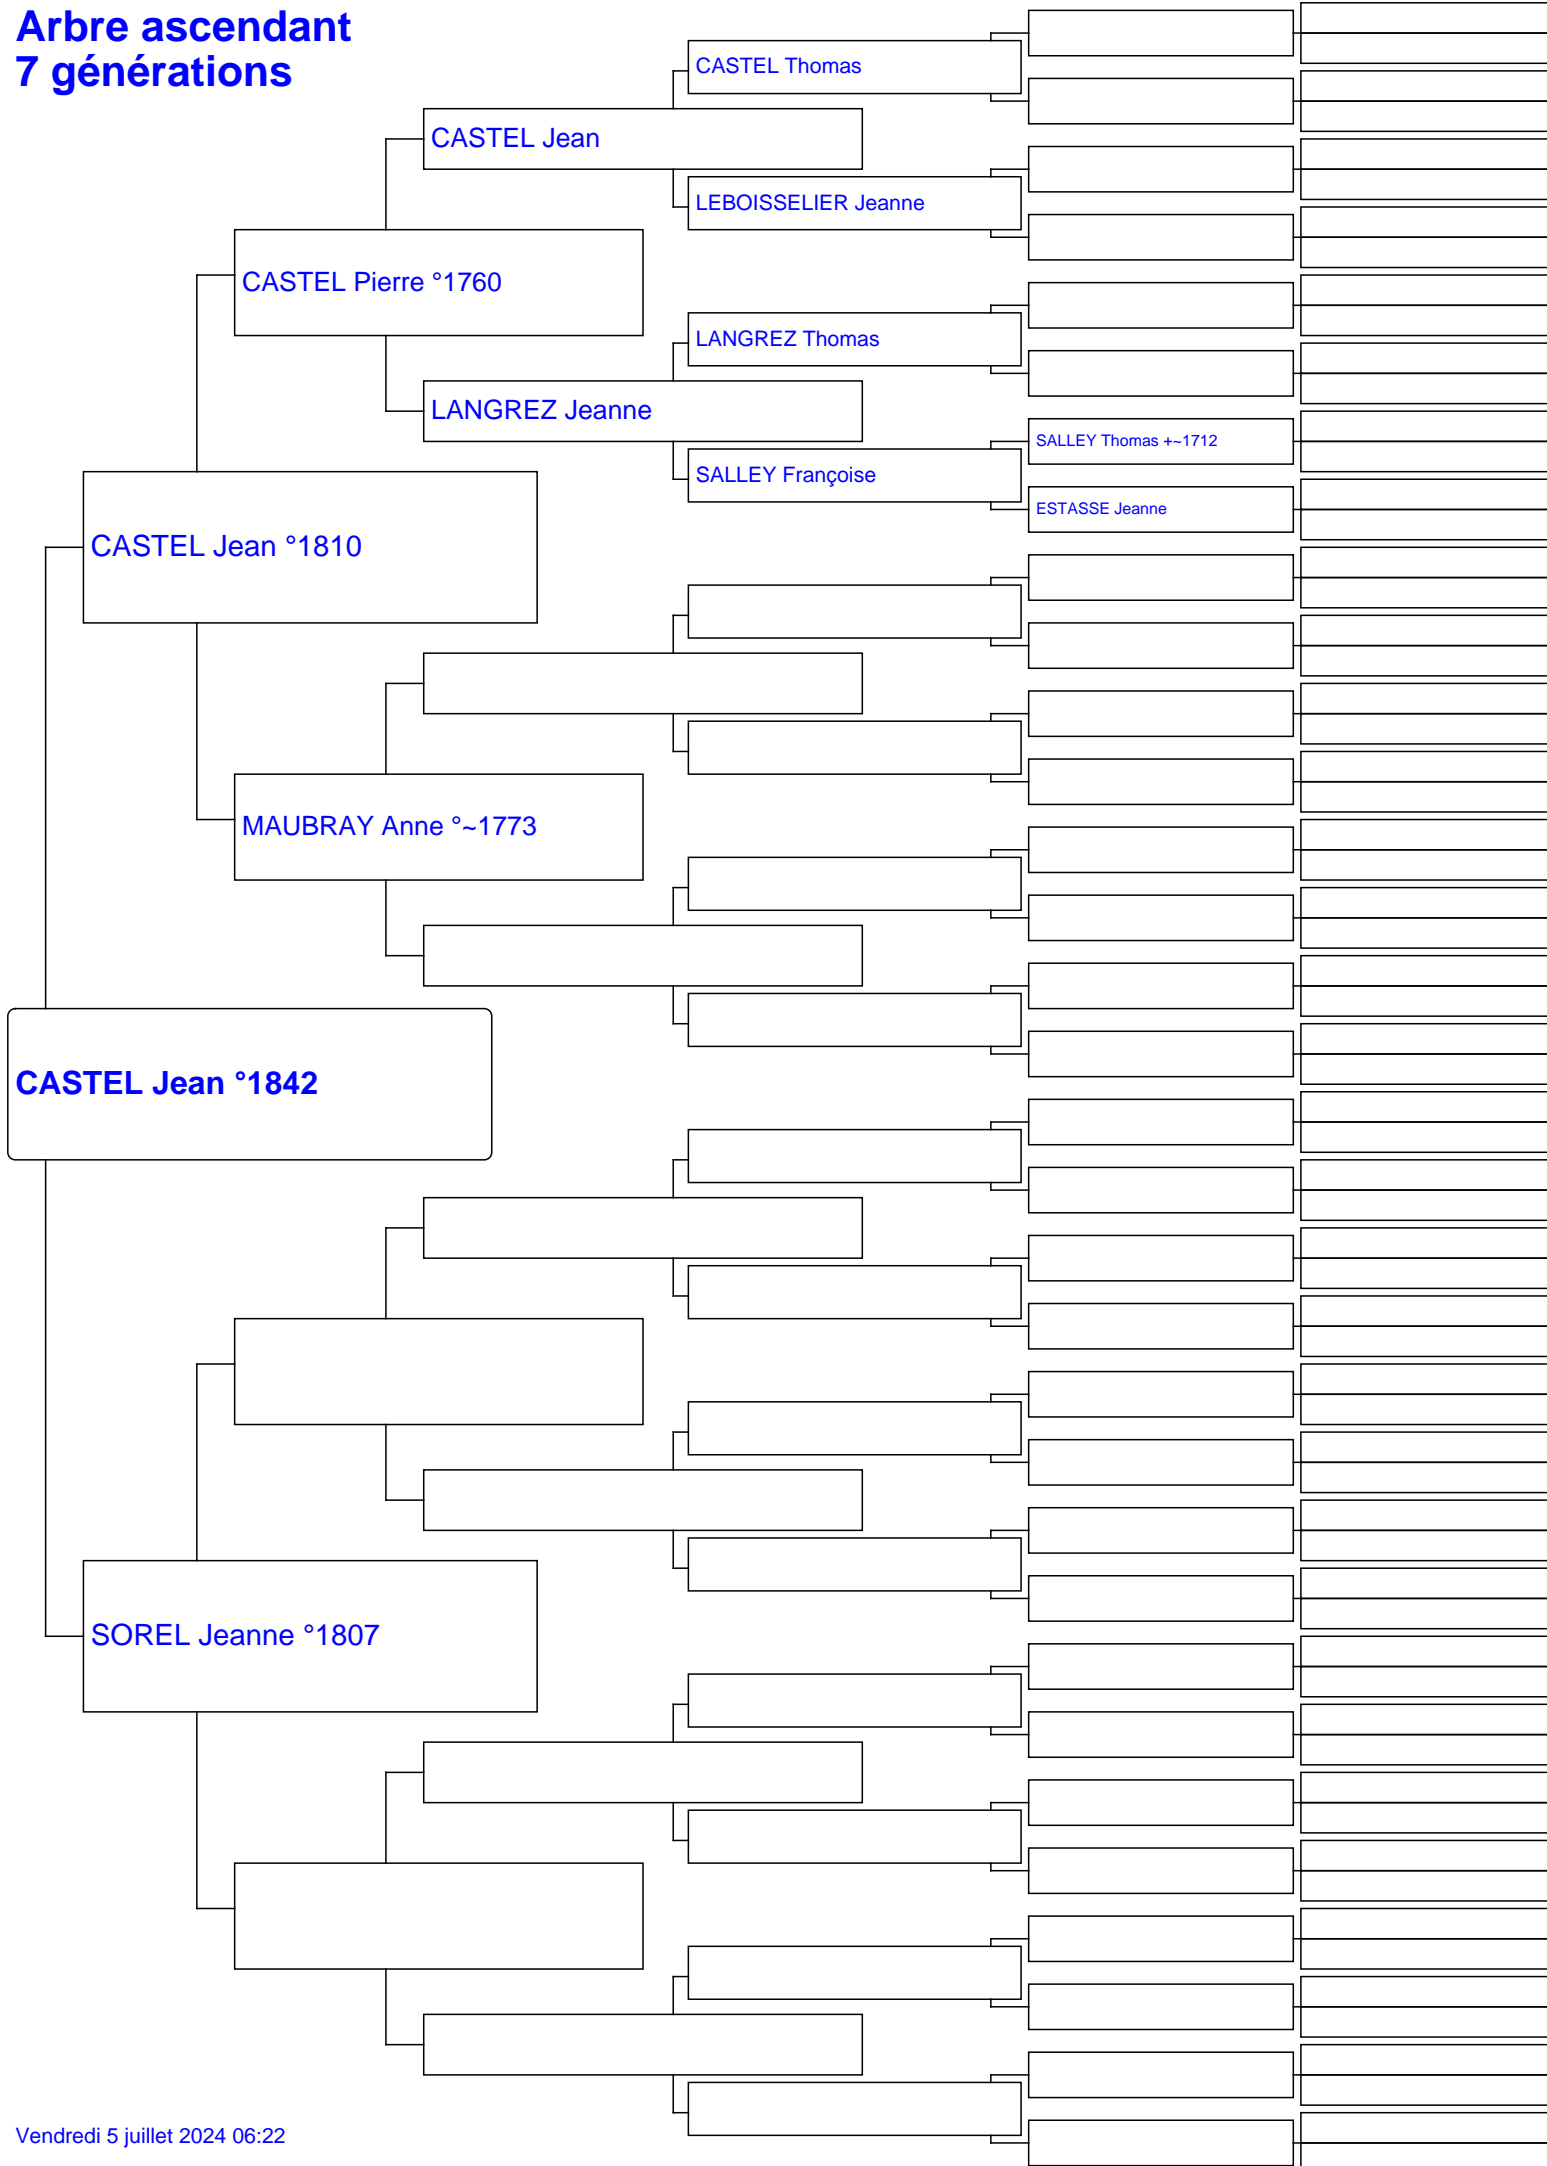 Arbre ascendant
7 générations
CASTEL Thomas
CASTEL Jean
LEBOISSELIER Jeanne
CASTEL Pierre °1760
LANGREZ Thomas
LANGREZ Jeanne
SALLEY Thomas +~1712
SALLEY Françoise
ESTASSE Jeanne
CASTEL Jean °1810
MAUBRAY Anne °~1773
CASTEL Jean °1842
SOREL Jeanne °1807
Vendredi 5 juillet 2024 06:22